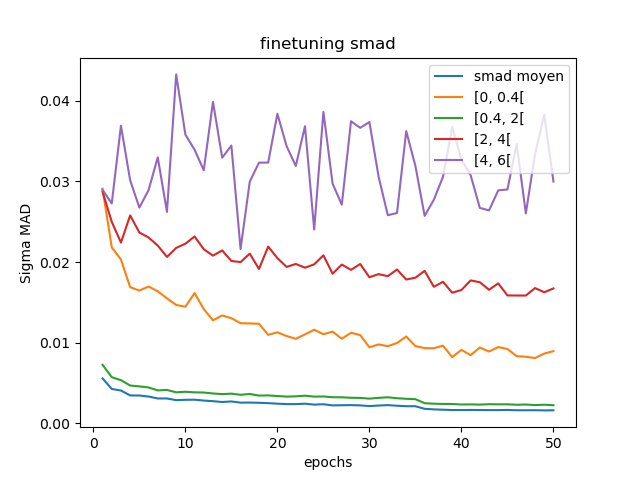 finetuning smad
smad moyen
[0, 0.4[
[0.4, 2[
[2, 4[
[4, 6[
0.04
0.03
0.02
0.01
0.00
Sigma MAD
0 10 20 30 40 50
epochs